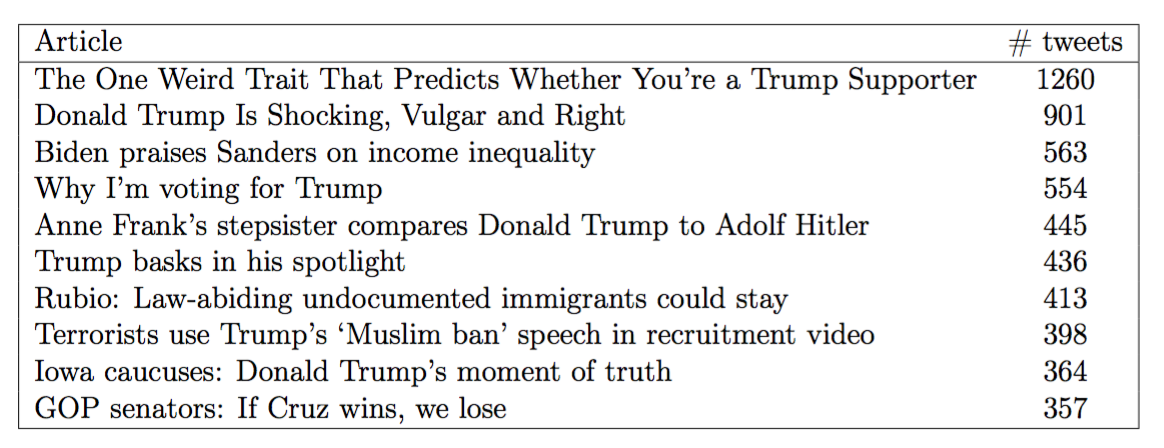 Article # tweets
The One Weird Trait That Predicts Whether You’re a Trump Supporter 1260
Donald Trump Is Shocking, Vulgar and Right 901
Biden praises Sanders on income inequality 563
Why I’m voting for Trump 554
Anne Frank’s stepsister compares Donald Trump to Adolf Hitler 445
Trump basks in his spotlight 436
Rubio: Law-abiding undocumented immigrants could stay 413
Terrorists use Trump’s ‘Muslim ban’ speech in recruitment video 398
Iowa caucuses: Donald Trump’s moment of truth 364
GOP senators: If Cruz wins, we lose 357